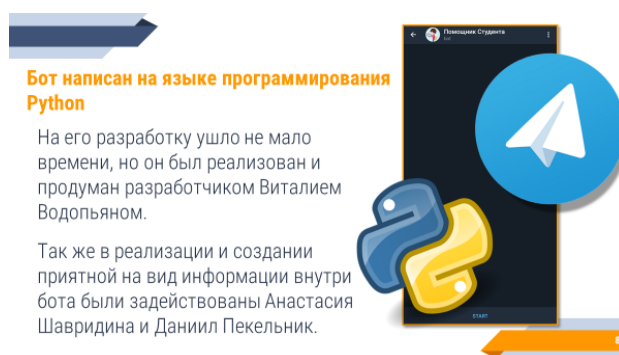 Бот написан на языке программирования
Python
На его разработку ушло не мало
времени, но он был реализован и
продуман разработчиком Виталием
Водопьяном.
Так же в реализации и создании
приятной на вид информации внутри
бота были задействованы Анастасия
Шавридина и Даниил Пекельник.
Помощник Студента
bot
START